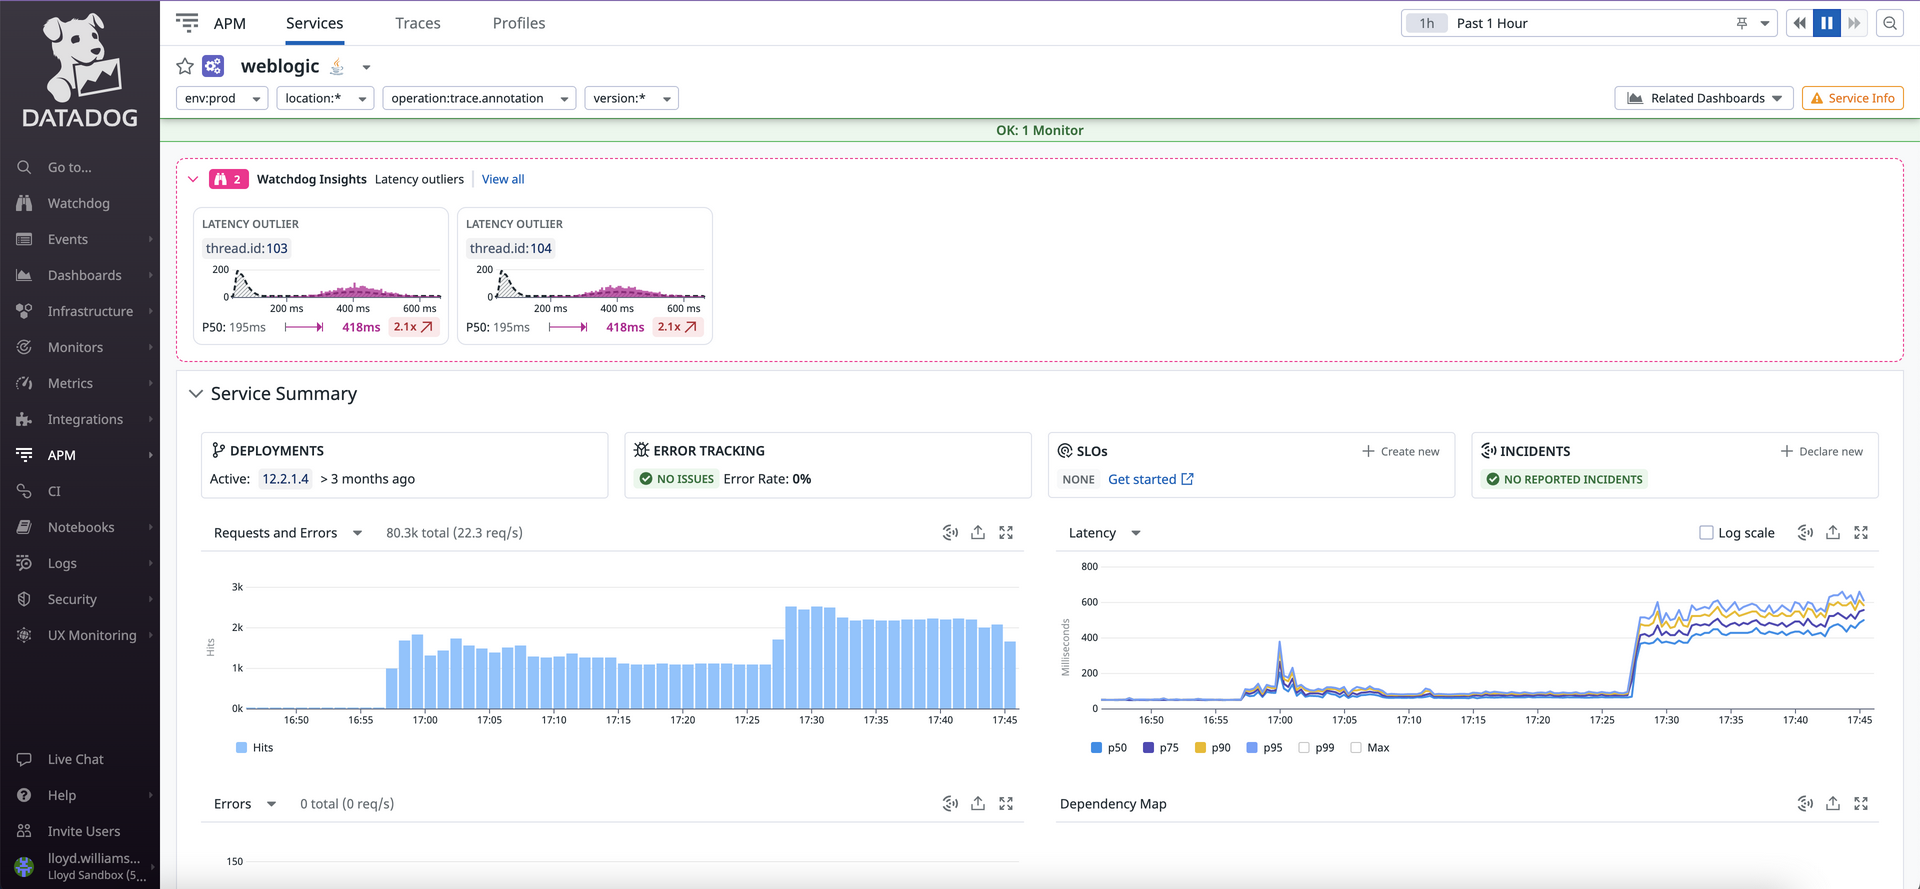 DATADOG
Go to...
Watchdog
Events
Dashboards
Infrastructure
Monitors
Metrics
Integrations
APM
CI
Notebooks
Logs
Security
UX Monitoring
Live Chat
Help
Invite Users
lloyd.williams...
Lloyd Sandbox (5...
APM Services Traces Profiles
1h Past 1 Hour
weblogic
env:prod location:* operation:trace.annotation version:*
Related Dashboards Service Info
OK: 1 Monitor
2 Watchdog Insights Latency outliers View all
LATENCY OUTLIER
thread.id:103
200
0
200 ms 400 ms 600 ms
P50: 195ms 418ms 2.1x
LATENCY OUTLIER
thread.id:104
200
0
200 ms 400 ms 600 ms
P50: 195ms 418ms 2.1x
Service Summary
DEPLOYMENTS
Active: 12.2.1.4 > 3 months ago
ERROR TRACKING
NO ISSUES Error Rate: 0%
SLOs Create new
NONE Get started
INCIDENTS Declare new
NO REPORTED INCIDENTS
Requests and Errors 80.3k total (22.3 req/s)
Hits
3k
2k
1k
0k
16:50 16:55 17:00 17:05 17:10 17:15 17:20 17:25 17:30 17:35 17:40 17:45
Hits
Latency Log scale
Milliseconds
800
600
400
200
0
16:50 16:55 17:00 17:05 17:10 17:15 17:20 17:25 17:30 17:35 17:40 17:45
p50 p75 p90 p95 p99 Max
Errors 0 total (0 req/s)
150
Dependency Map